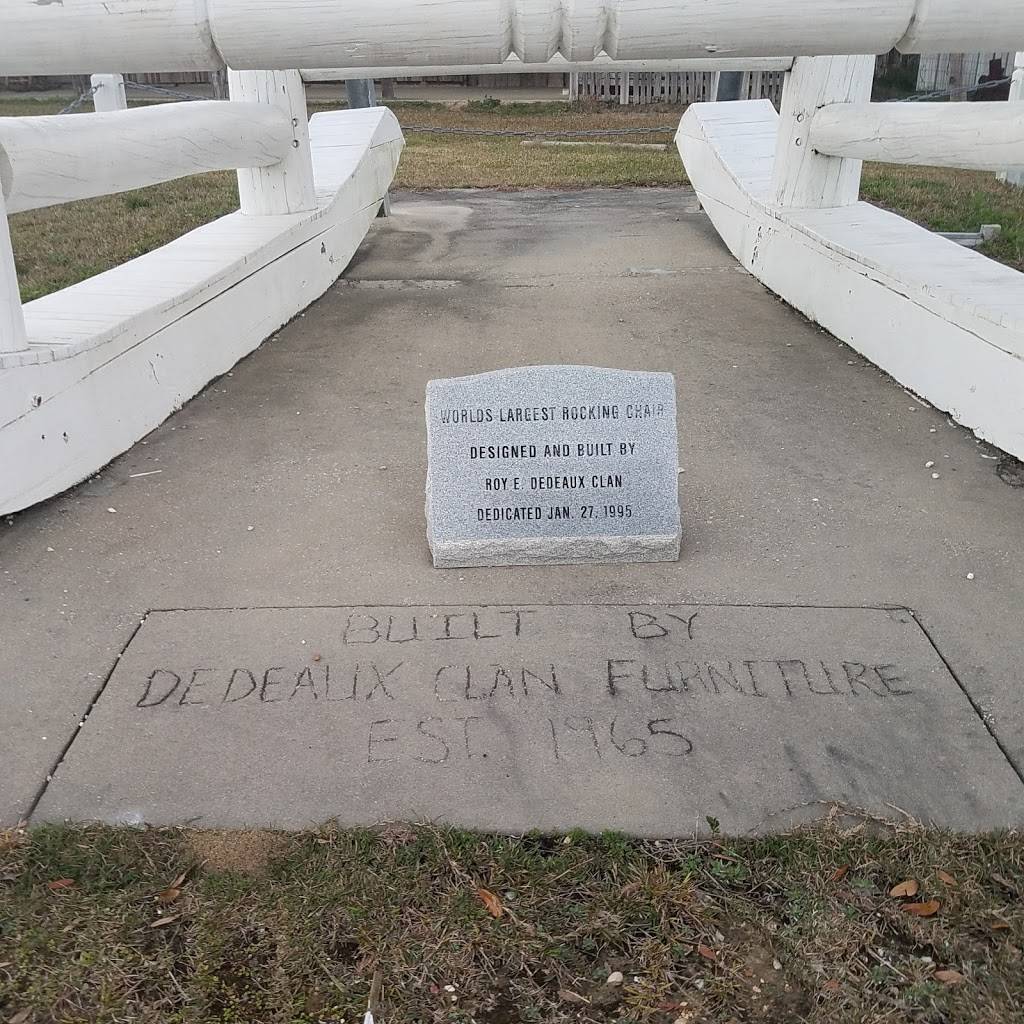 WORLDS LARGEST ROCKING CHAIR
DESIGNED AND BUILT BY
ROY E. DEDEAUX CLAN
DEDICATED JAN. 27, 1995
BUILT BY
DEDEAUX CLAN FURNITURE
EST. 1965